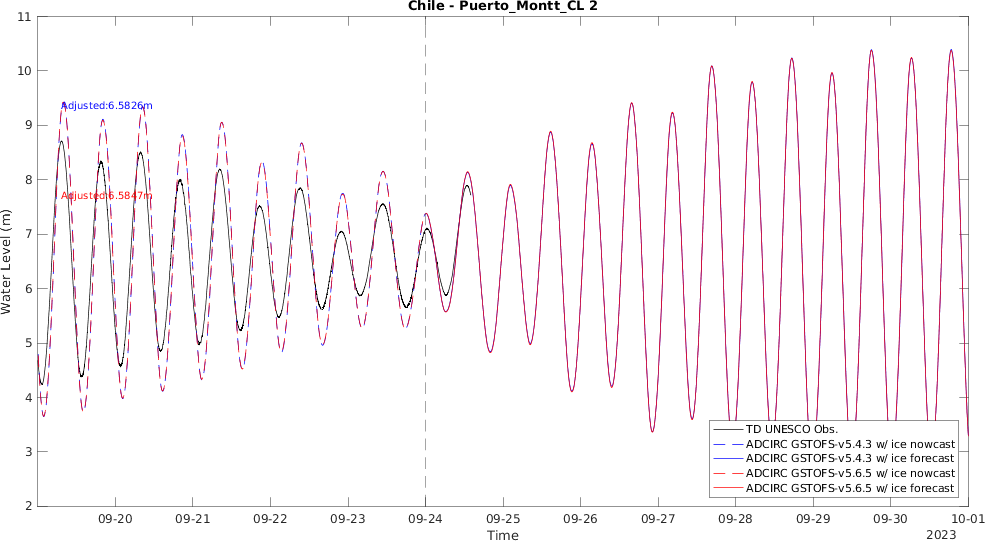 Chile - Puerto_Montt_CL 2
11
10
9
8
7
6
5
4
3
2
Water Level (m)
Adjusted:6.5826m
Adjusted:6.5847m
TD UNESCO Obs.
ADCIRC GSTOFS-v5.4.3 w/ ice nowcast
ADCIRC GSTOFS-v5.4.3 w/ ice forecast
ADCIRC GSTOFS-v5.6.5 w/ ice nowcast
ADCIRC GSTOFS-v5.6.5 w/ ice forecast
09-20 09-21 09-22 09-23 09-24 09-25 09-26 09-27 09-28 09-29 09-30 10-01
Time
2023